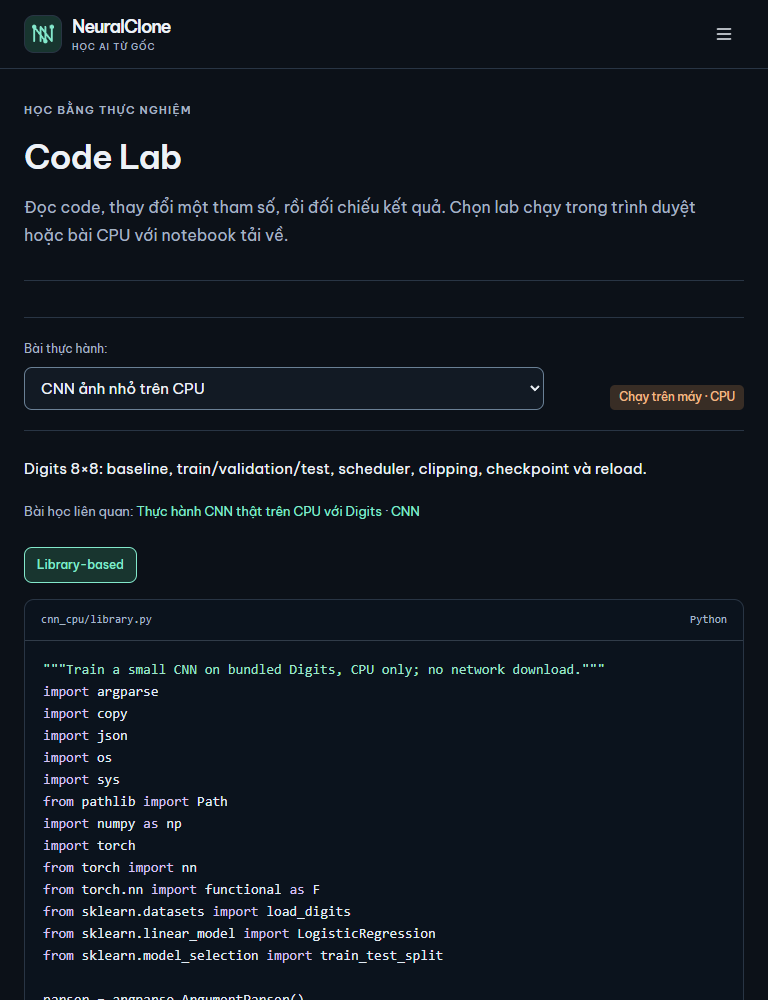 NeuralClone
HỌC AI TỪ GỐC
HỌC BẰNG THỰC NGHIỆM
Code Lab
Đọc code, thay đổi một tham số, rồi đối chiếu kết quả. Chọn lab chạy trong trình duyệt
hoặc bài CPU với notebook tải về.
Bài thực hành:
CNN ảnh nhỏ trên CPU
Chạy trên máy · CPU
Digits 8×8: baseline, train/validation/test, scheduler, clipping, checkpoint và reload.
Bài học liên quan: Thực hành CNN thật trên CPU với Digits · CNN
Library-based
cnn_cpu/library.py
Python
"""Train a small CNN on bundled Digits, CPU only; no network download."""
import argparse
import copy
import json
import os
import sys
from pathlib import Path
import numpy as np
import torch
from torch import nn
from torch.nn import functional as F
from sklearn.datasets import load_digits
from sklearn.linear_model import LogisticRegression
from sklearn.model_selection import train_test_split
parser = argparse.ArgumentParser()